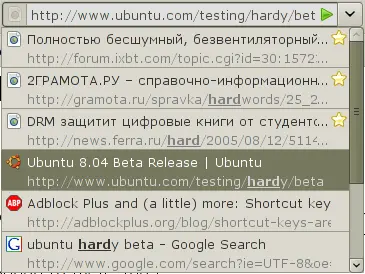 http://www.ubuntu.com/testing/hardy/bet
Полностью бесшумный, безвентиляторный...
http://forum.ixbt.com/topic.cgi?id=30:1572
2ГРАМОТА.РУ – справочно-информационн...
http://gramota.ru/spravka/hardwords/25_2...
DRM защитит цифровые книги от студенто...
http://news.ferra.ru/hard/2005/08/12/5114
Ubuntu 8.04 Beta Release | Ubuntu
http://www.ubuntu.com/testing/hardy/beta
ABP
Adblock Plus and (a little) more: Shortcut key
http://adblockplus.org/blog/shortcut-keys-are
G
ubuntu hardy beta - Google Search
http://www.google.com/search?ie=UTF-8&oe=